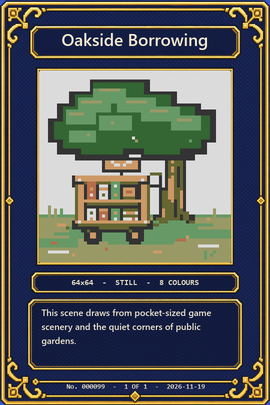 Oakside Borrowing
64x64 - STILL - 8 COLOURS
This scene draws from pocket-sized game
scenery and the quiet corners of public
gardens.
No. 000099 - 1 OF 1 - 2026-11-19